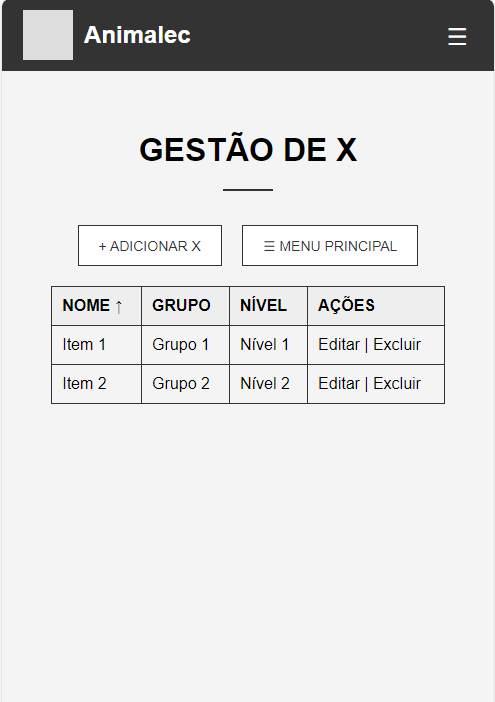 Animalec ☰
GESTÃO DE X
+ ADICIONAR X ☰ MENU PRINCIPAL
NOME ↑ GRUPO NÍVEL AÇÕES
Item 1 Grupo 1 Nível 1 Editar | Excluir
Item 2 Grupo 2 Nível 2 Editar | Excluir